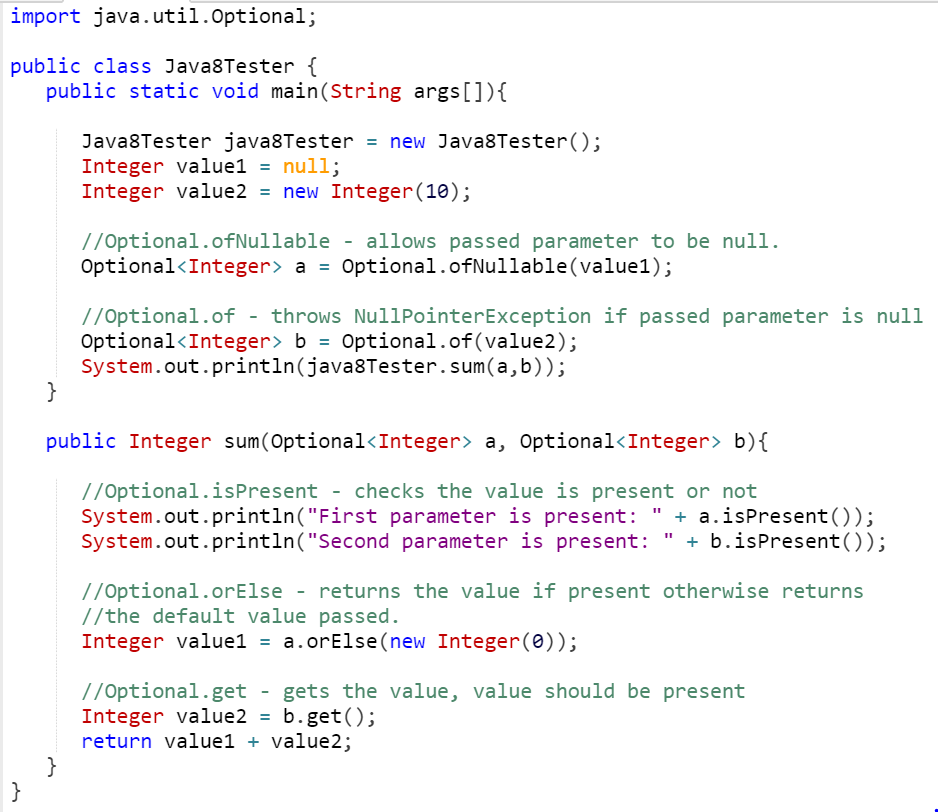 import java.util.Optional;
public class Java8Tester {
public static void main(String args[]){
Java8Tester java8Tester = new Java8Tester();
Integer value1 = null;
Integer value2 = new Integer(10);
//Optional.ofNullable - allows passed parameter to be null.
Optional<Integer> a = Optional.ofNullable(value1);
//Optional.of - throws NullPointerException if passed parameter is null
Optional<Integer> b = Optional.of(value2);
System.out.println(java8Tester.sum(a,b));
}
public Integer sum(Optional<Integer> a, Optional<Integer> b){
//Optional.isPresent - checks the value is present or not
System.out.println("First parameter is present: " + a.isPresent());
System.out.println("Second parameter is present: " + b.isPresent());
//Optional.orElse - returns the value if present otherwise returns
//the default value passed.
Integer value1 = a.orElse(new Integer(0));
//Optional.get - gets the value, value should be present
Integer value2 = b.get();
return value1 + value2;
}
}